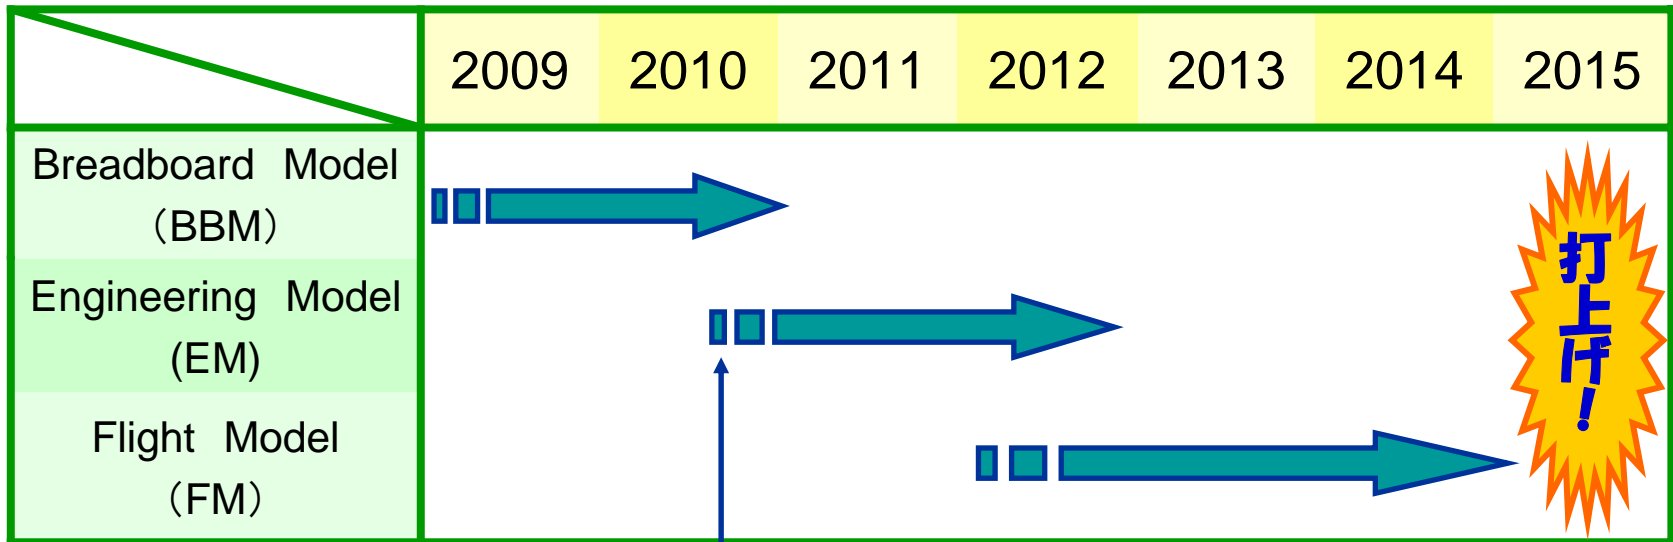 2009 2010 2011 2012 2013 2014 2015
Breadboard Model
（BBM）
Engineering Model
(EM)
Flight Model
（FM）
打上げ！